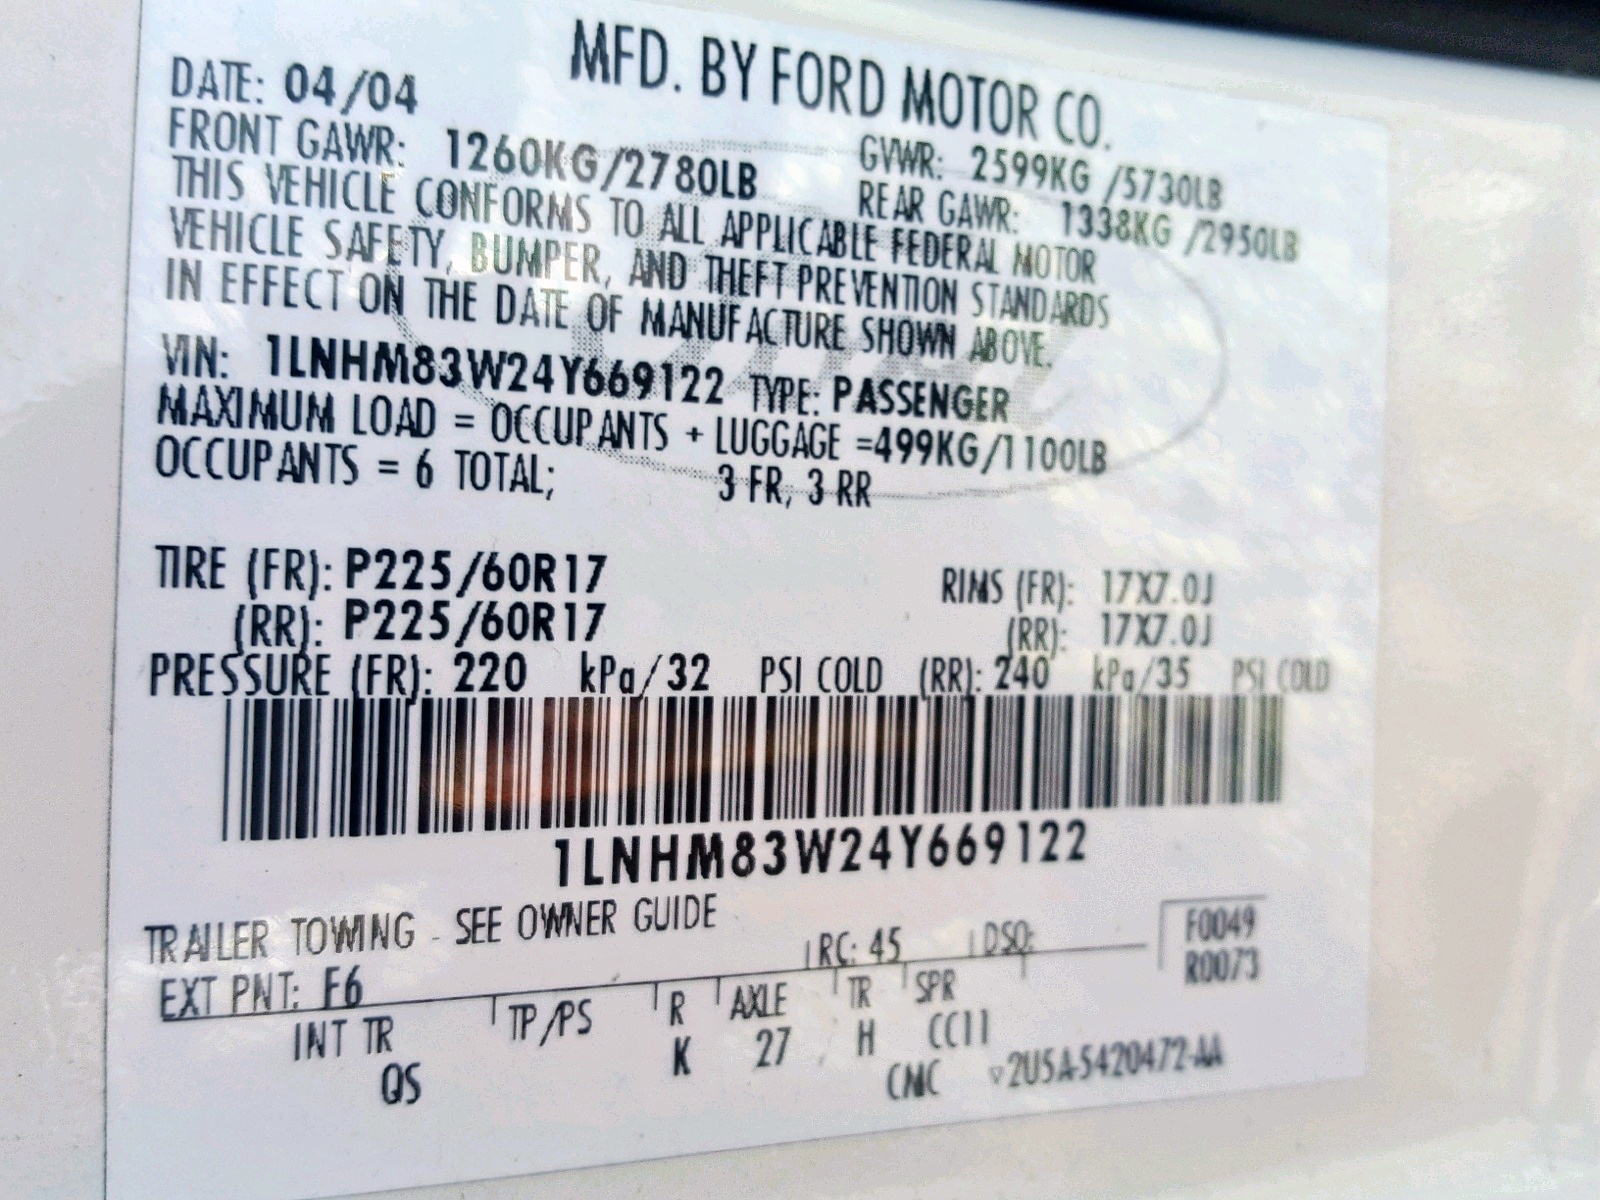 MFD. BY FORD MOTOR CO.
DATE: 04/04
GVWR: 2599KG /5730LB
FRONT GAWR: 1260KG/2780LB
REAR GAWR: 1338KG /2950LB
THIS VEHICLE CONFORMS TO ALL APPLICABLE FEDERAL MOTOR
VEHICLE SAFETY, BUMPER, AND THEFT PREVENTION STANDARDS
IN EFFECT ON THE DATE OF MANUFACTURE SHOWN ABOVE.
VIN: 1LNHM83W24Y669122 TYPE: PASSENGER
MAXIMUM LOAD = OCCUPANTS + LUGGAGE =499KG/1100LB
OCCUPANTS = 6 TOTAL; 3 FR, 3 RR
TIRE (FR): P225/60R17 RIMS (FR): 17X7.0J
(RR): P225/60R17 (RR): 17X7.0J
PRESSURE (FR): 220 kPa/32 PSI COLD (RR): 240 kPa/35 PSI COLD
1LNHM83W24Y669122
TRAILER TOWING - SEE OWNER GUIDE
EXT PNT: F6 RC: 45 DSO: F0049
R0073
INT TR TP/PS R AXLE TR SPR
QS K 27 H CC11
CMC ▽2U5A-5420472-AA